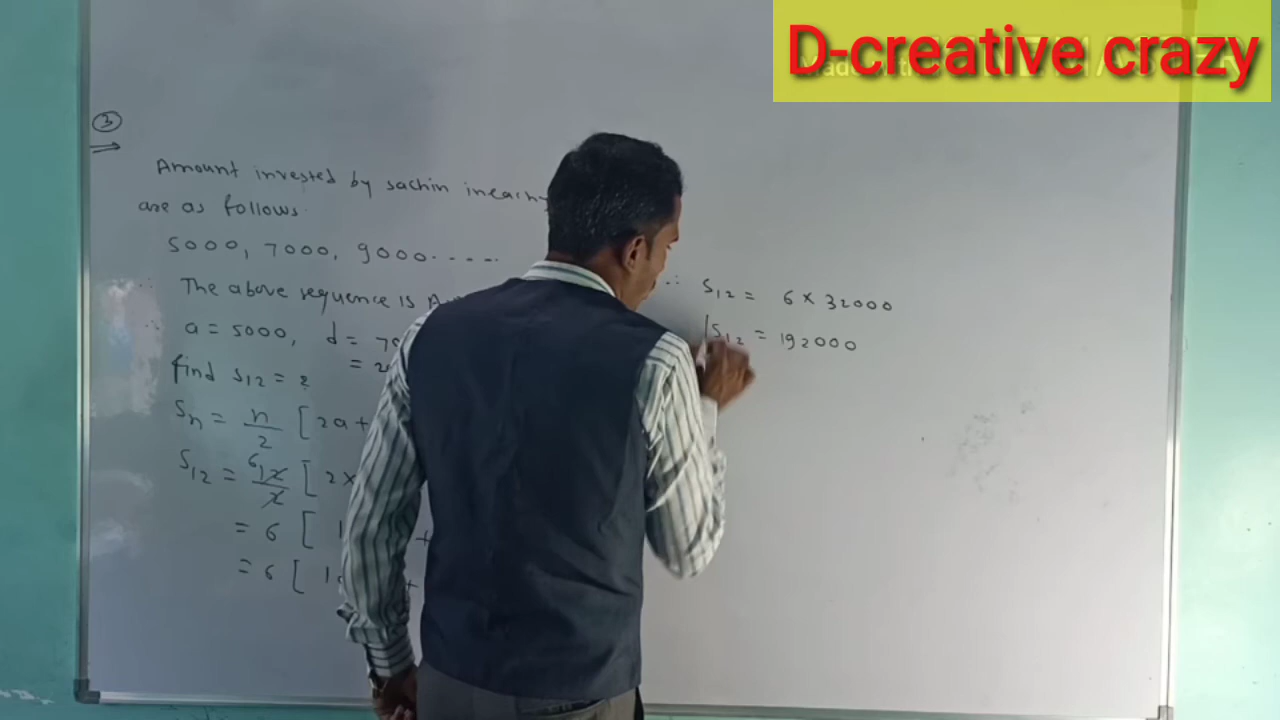 D-creative crazy
③
⇒
Amount invested by sachin in each
are as follows.
5000, 7000, 9000.....
∴ The above sequence is A.
∴ a = 5000, d = 70
= 2
find S12 = ?
Sn = n/2 [2a+
S12 = 12/2 6 [2×
= 6 [ 1 +
= 6 [ 1 +
∴ S12 = 6 × 32000
S12 = 192000